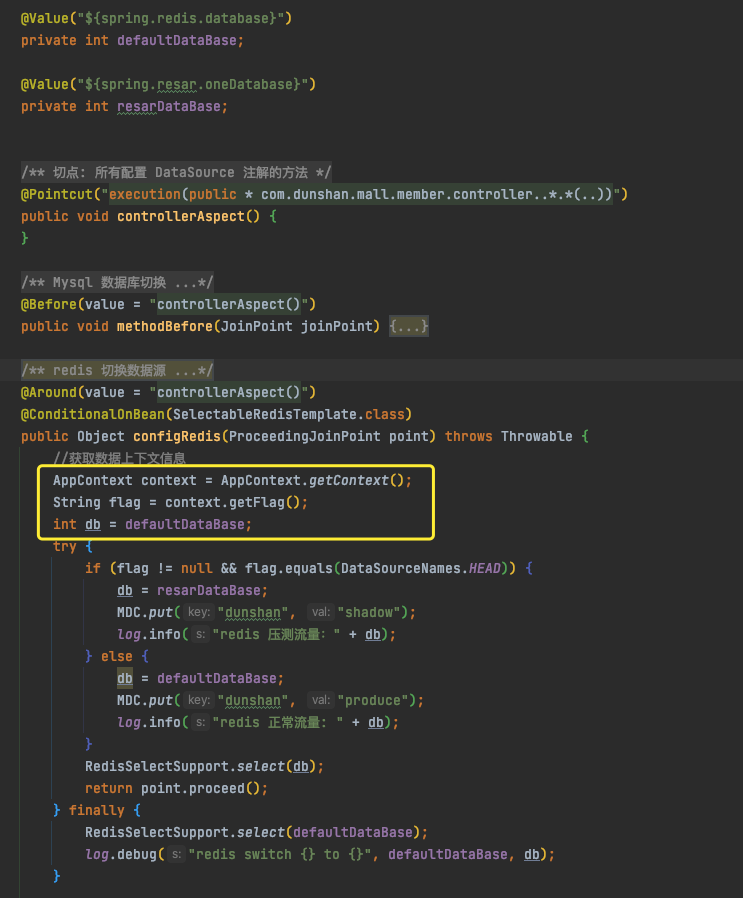 @Value("${spring.redis.database}")
private int defaultDataBase;
@Value("${spring.resar.oneDatabase}")
private int resarDataBase;
/** 切点: 所有配置 DataSource 注解的方法 */
@Pointcut("execution(public * com.dunshan.mall.member.controller..*.*(..))")
public void controllerAspect() {
}
/** Mysql 数据库切换 ...*/
@Before(value = "controllerAspect()")
public void methodBefore(JoinPoint joinPoint) {...}
/** redis 切换数据源 ...*/
@Around(value = "controllerAspect()")
@ConditionalOnBean(SelectableRedisTemplate.class)
public Object configRedis(ProceedingJoinPoint point) throws Throwable {
//获取数据上下文信息
AppContext context = AppContext.getContext();
String flag = context.getFlag();
int db = defaultDataBase;
try {
if (flag != null && flag.equals(DataSourceNames.HEAD)) {
db = resarDataBase;
MDC.put( key: "dunshan", val: "shadow");
log.info( s: "redis 压测流量: " + db);
} else {
db = defaultDataBase;
MDC.put( key: "dunshan", val: "produce");
log.info( s: "redis 正常流量: " + db);
}
RedisSelectSupport.select(db);
return point.proceed();
} finally {
RedisSelectSupport.select(defaultDataBase);
log.debug( s: "redis switch {} to {}", defaultDataBase, db);
}